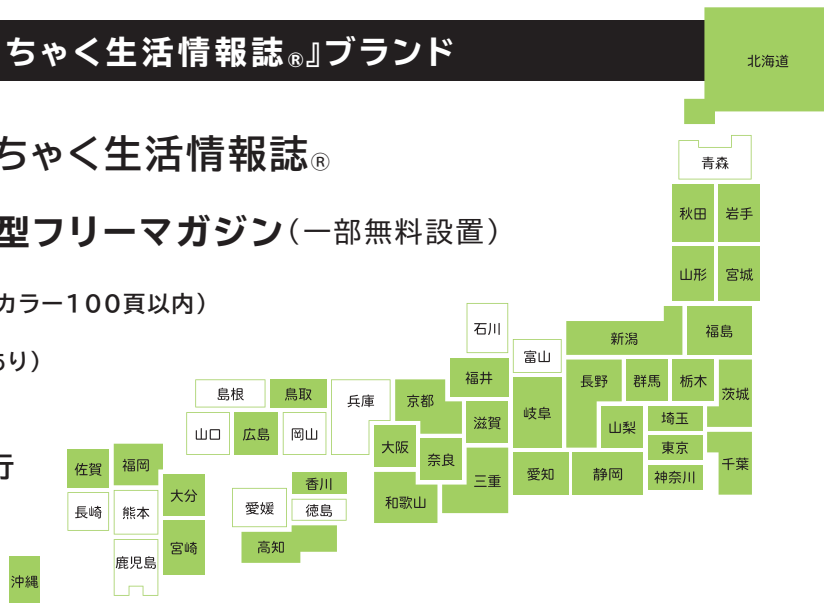 ちゃく生活情報誌®』ブランド
ちゃく生活情報誌®
型フリーマガジン(一部無料設置)
カラー100頁以内)
り)
行
北海道
青森
秋田 岩手
山形 宮城
石川 新潟 福島
富山
福井 長野 群馬 栃木 茨城
島根 鳥取 兵庫 京都 滋賀 岐阜 山梨 埼玉
山口 広島 岡山 大阪 奈良 東京
佐賀 福岡 三重 愛知 静岡 神奈川 千葉
大分 香川 和歌山
長崎 熊本 愛媛 徳島
宮崎 高知
鹿児島
沖縄